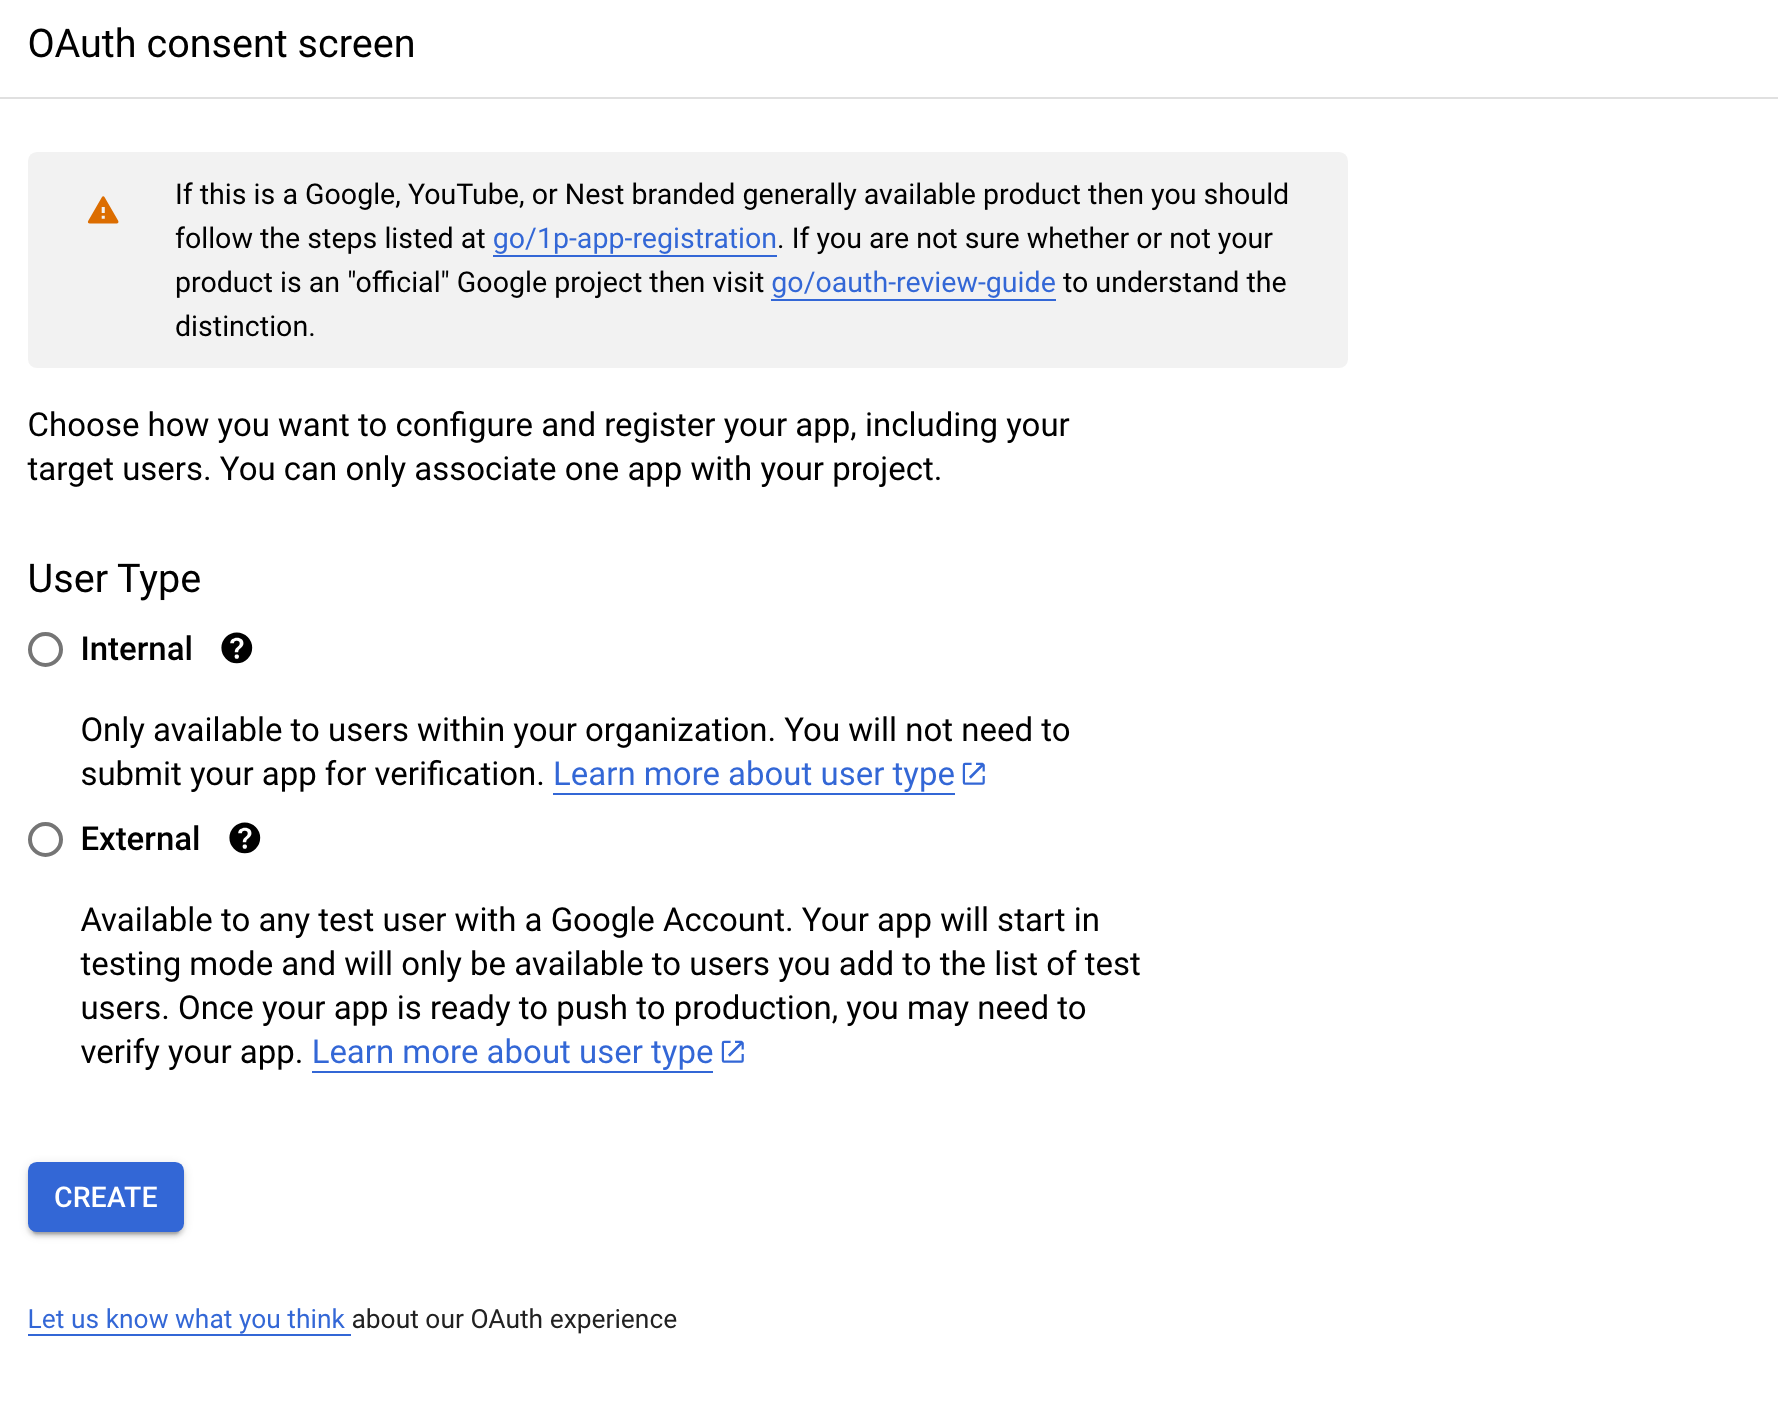 OAuth consent screen
If this is a Google, YouTube, or Nest branded generally available product then you should
follow the steps listed at go/1p-app-registration. If you are not sure whether or not your
product is an "official" Google project then visit go/oauth-review-guide to understand the
distinction.
Choose how you want to configure and register your app, including your
target users. You can only associate one app with your project.
User Type
Internal
Only available to users within your organization. You will not need to
submit your app for verification. Learn more about user type
External
Available to any test user with a Google Account. Your app will start in
testing mode and will only be available to users you add to the list of test
users. Once your app is ready to push to production, you may need to
verify your app. Learn more about user type
CREATE
Let us know what you think about our OAuth experience